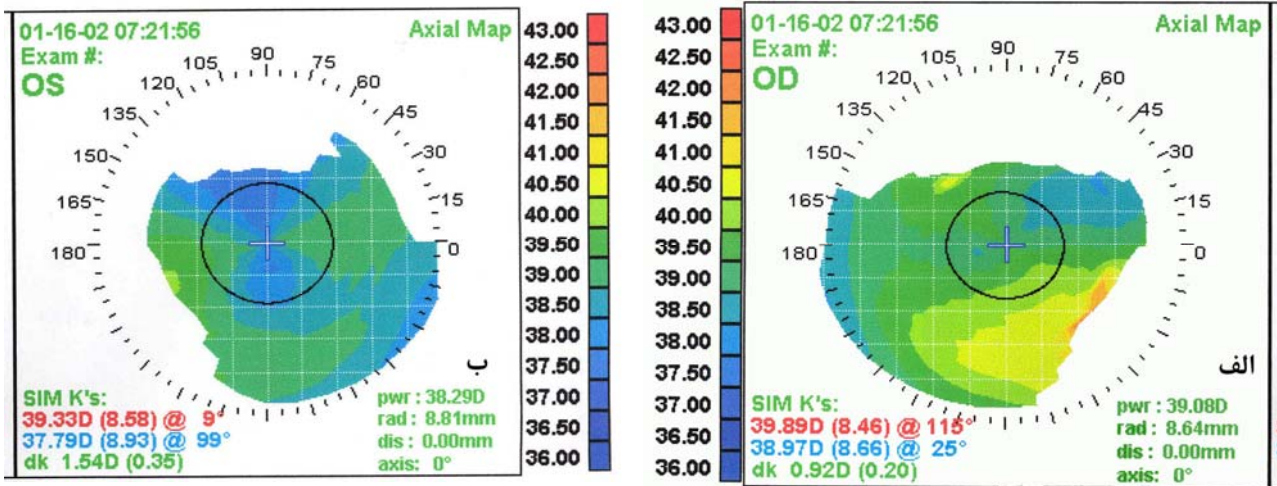 01-16-02 07:21:56
Axial Map
Exam #:
OS
90
105
75
120
60
135
45
150
30
165
15
180
0
ب
SIM K's:
39.33D (8.58) @ 9°
37.79D (8.93) @ 99°
dk 1.54D (0.35)
pwr : 38.29D
rad : 8.81mm
dis : 0.00mm
axis: 0°
43.00
42.50
42.00
41.50
41.00
40.50
40.00
39.50
39.00
38.50
38.00
37.50
37.00
36.50
36.00
43.00
42.50
42.00
41.50
41.00
40.50
40.00
39.50
39.00
38.50
38.00
37.50
37.00
36.50
36.00
01-16-02 07:21:56
Axial Map
Exam #:
OD
90
105
75
120
60
135
45
150
30
165
15
180
0
الف
SIM K's:
39.89D (8.46) @ 115°
38.97D (8.66) @ 25°
dk 0.92D (0.20)
pwr : 39.08D
rad : 8.64mm
dis : 0.00mm
axis: 0°